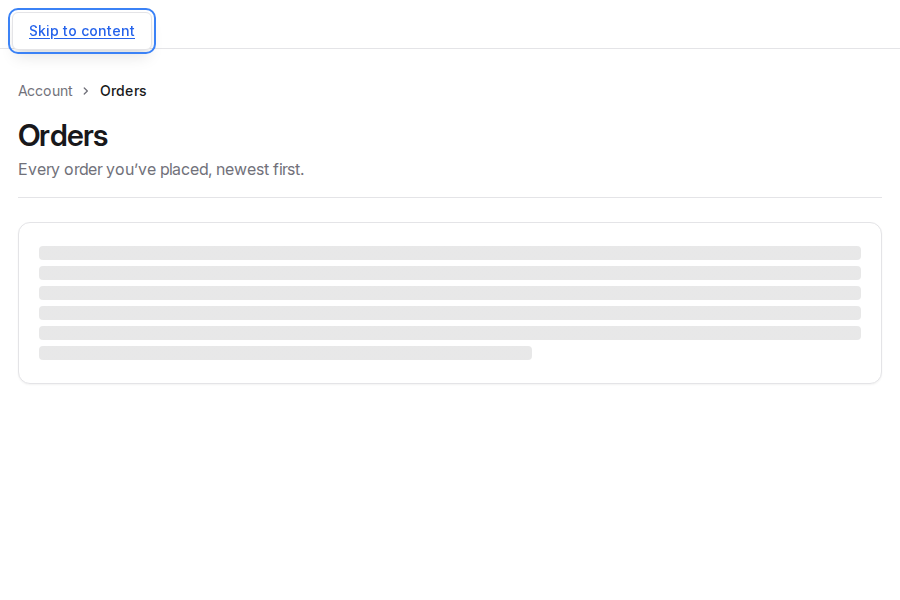 Skip to content
Account > Orders
Orders
Every order you’ve placed, newest first.